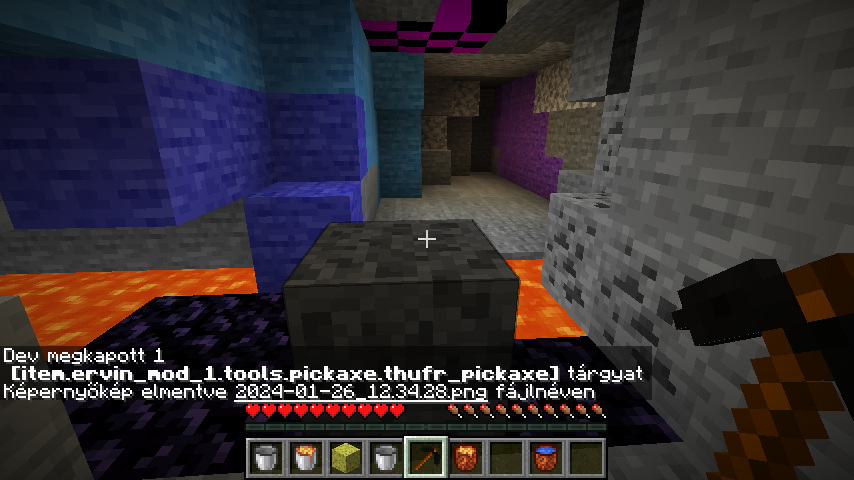 Dev megkapott 1
[item.ervin_mod_1.tools.pickaxe.thufr_pickaxe] tárgyat
Képernyőkép elmentve 2024-01-26_12.34.28.png fájlnéven